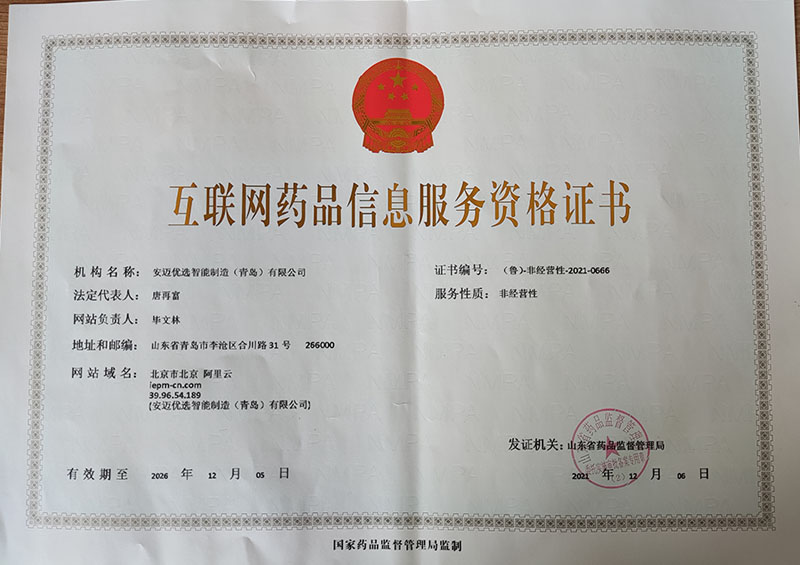 互联网药品信息服务资格证书
机构名称: 安迈优选智能制造（青岛）有限公司
证书编号: （鲁）-非经营性-2021-0666
法定代表人: 唐再富
服务性质: 非经营性
网站负责人: 毕文林
地址和邮编: 山东省青岛市李沧区合川路31号 266000
网站域名: 北京市北京 阿里云
iepm-cn.com
39.96.54.189
(安迈优选智能制造（青岛）有限公司)
发证机关: 山东省药品监督管理局
有效期至 2026 年 12 月 05 日
2021 年 12 月 06 日
国家药品监督管理局监制